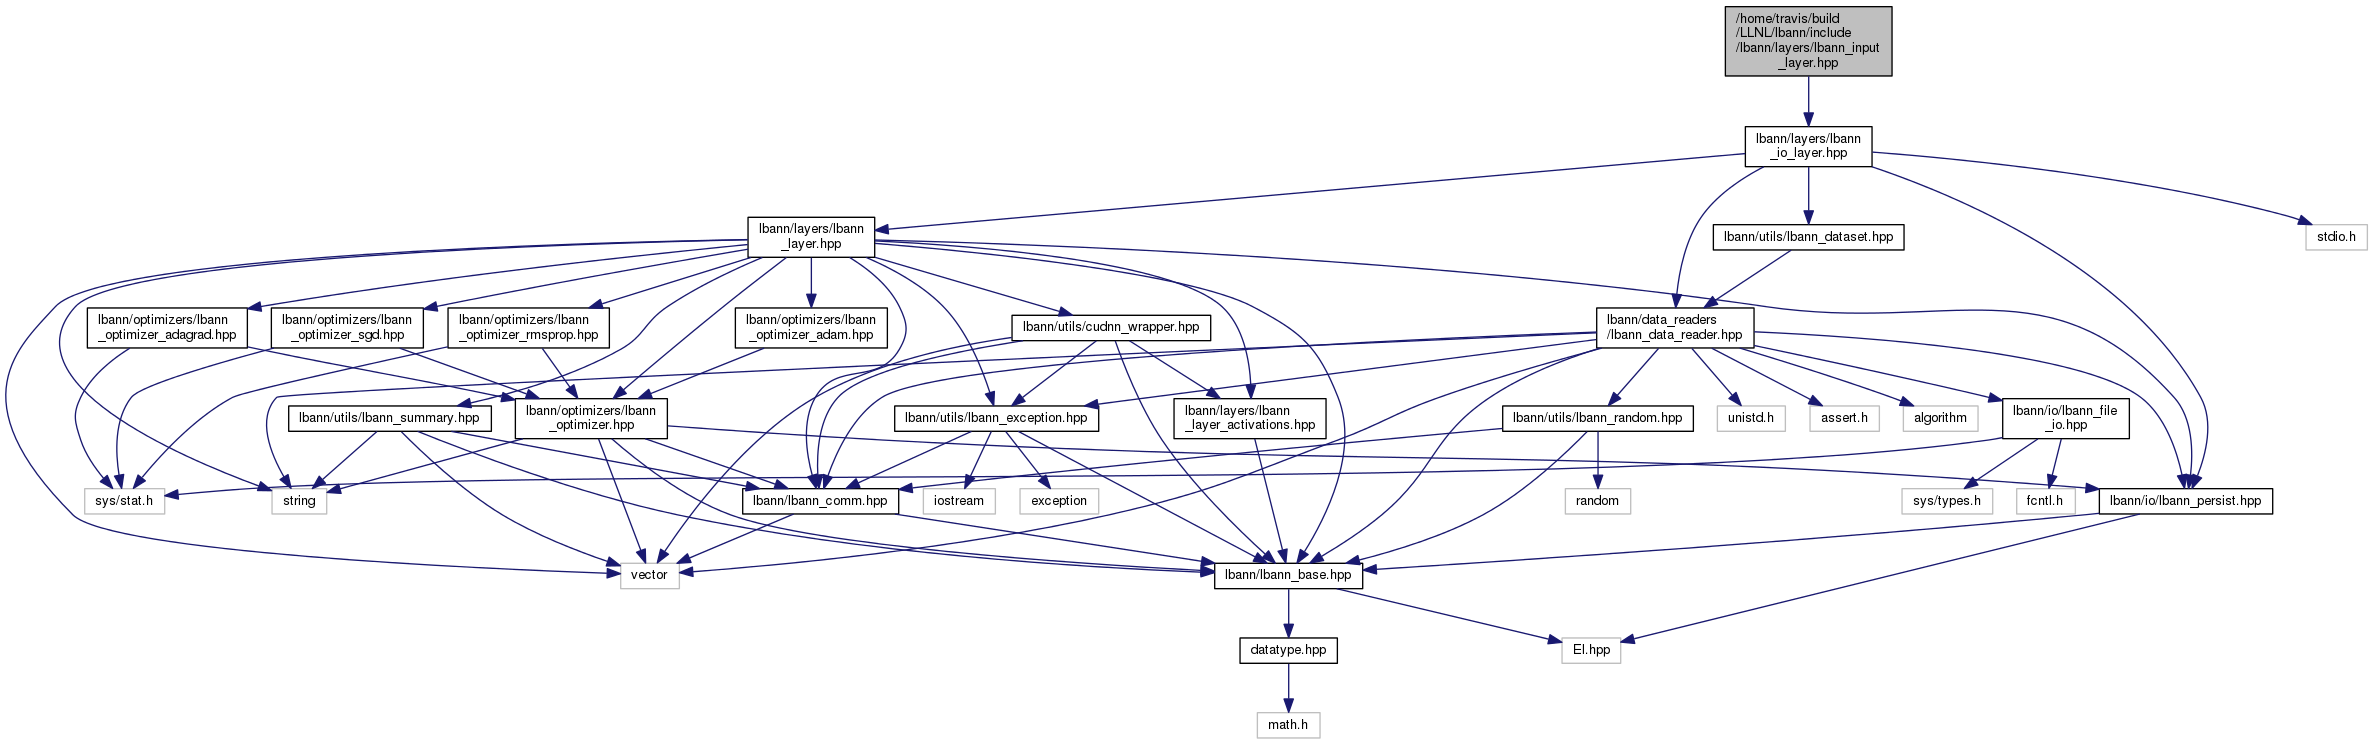 /home/travis/build
/LLNL/lbann/include
/lbann/layers/lbann_input
_layer.hpp
lbann/layers/lbann
_io_layer.hpp
lbann/layers/lbann
_layer.hpp
lbann/utils/lbann_dataset.hpp
stdio.h
lbann/optimizers/lbann
_optimizer_adagrad.hpp
lbann/optimizers/lbann
_optimizer_sgd.hpp
lbann/optimizers/lbann
_optimizer_rmsprop.hpp
lbann/optimizers/lbann
_optimizer_adam.hpp
lbann/utils/cudnn_wrapper.hpp
lbann/data_readers
/lbann_data_reader.hpp
lbann/utils/lbann_summary.hpp
lbann/optimizers/lbann
_optimizer.hpp
lbann/utils/lbann_exception.hpp
lbann/layers/lbann
_layer_activations.hpp
lbann/utils/lbann_random.hpp
unistd.h
assert.h
algorithm
lbann/io/lbann_file
_io.hpp
sys/stat.h
string
lbann/lbann_comm.hpp
iostream
exception
random
sys/types.h
fcntl.h
lbann/io/lbann_persist.hpp
vector
lbann/lbann_base.hpp
datatype.hpp
El.hpp
math.h